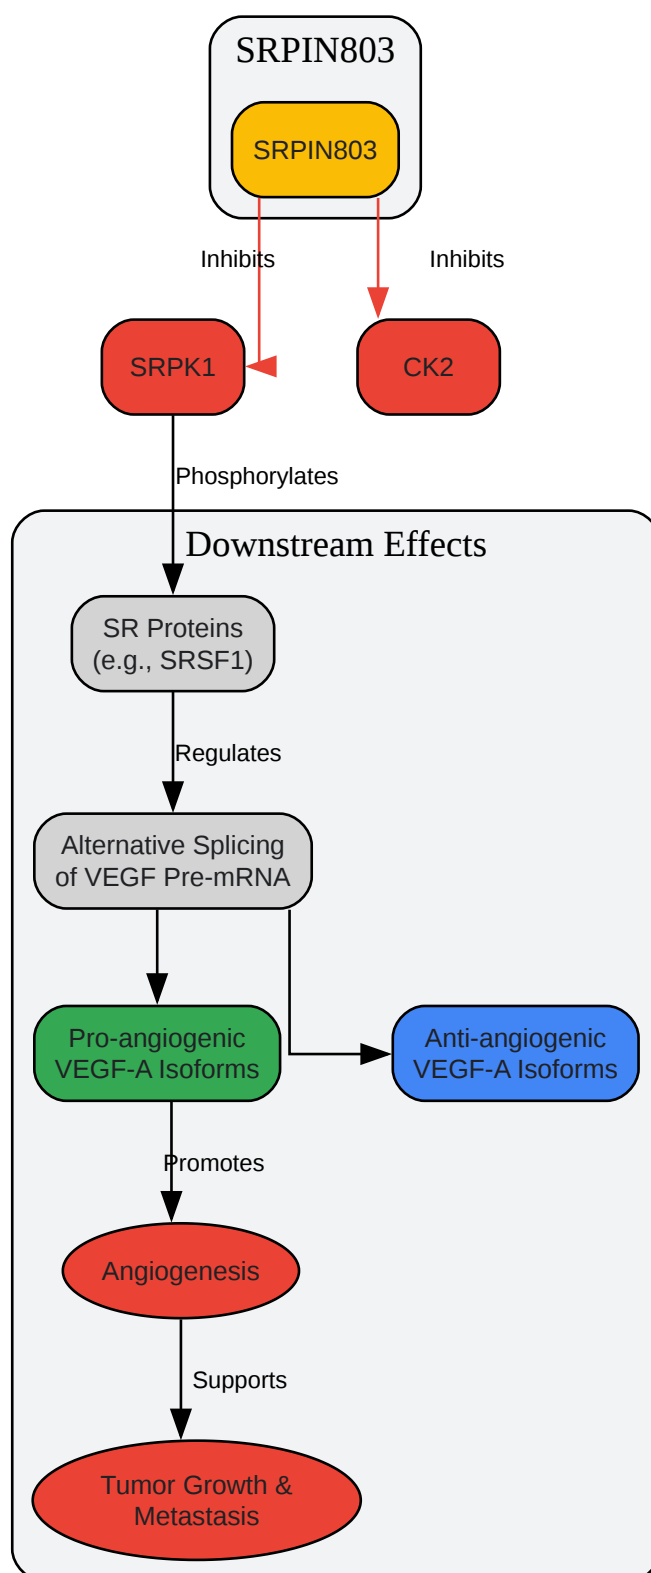 SRPIN803
SRPIN803
Inhibits
Inhibits
SRPK1
CK2
Phosphorylates
Downstream Effects
SR Proteins
(e.g., SRSF1)
Regulates
Alternative Splicing
of VEGF Pre-mRNA
Pro-angiogenic
VEGF-A Isoforms
Anti-angiogenic
VEGF-A Isoforms
Promotes
Angiogenesis
Supports
Tumor Growth &
Metastasis